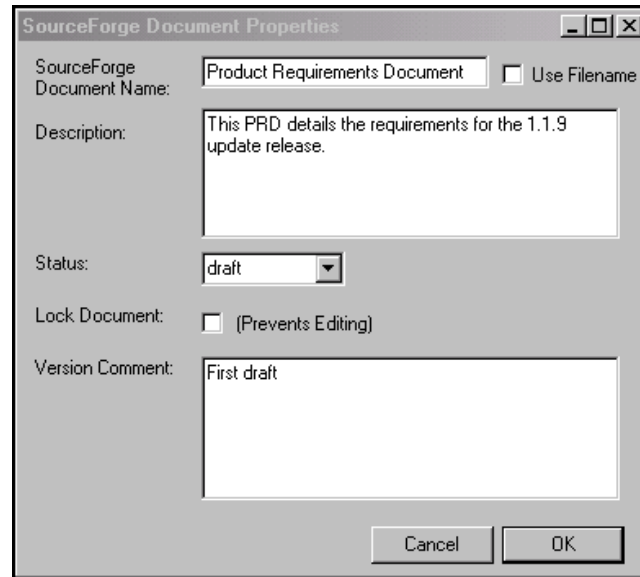 SourceForge Document Properties
SourceForge
Document Name:
Product Requirements Document
Use Filename
Description:
This PRD details the requirements for the 1.1.9
update release.
Status:
draft
Lock Document:
(Prevents Editing)
Version Comment:
First draft
Cancel
OK